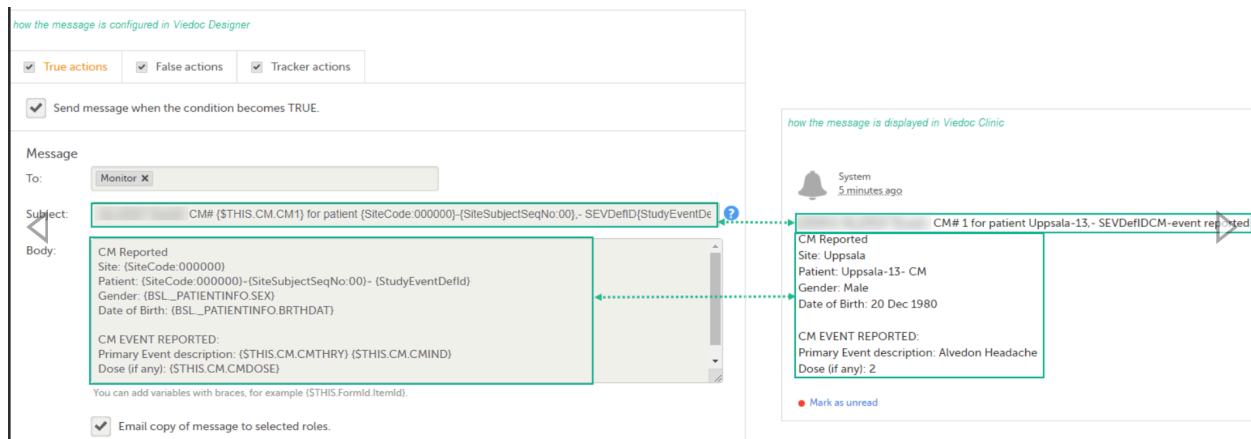 how the message is configured in Viedoc Designer
True actions
False actions
Tracker actions
Send message when the condition becomes TRUE.
Message
To:
Monitor X
Subject:
CM# {$THIS.CM.CM1} for patient {SiteCode:000000}-{SiteSubjectSeqNo:00},- SEVDefID{StudyEventDe
?
Body:
CM Reported
Site: {SiteCode:000000}
Patient: {SiteCode:000000}-{SiteSubjectSeqNo:00}- {StudyEventDefId}
Gender: {BSL._PATIENTINFO.SEX}
Date of Birth: {BSL._PATIENTINFO.BRTHDAT}
CM EVENT REPORTED:
Primary Event description: {$THIS.CM.CMTHRY} {$THIS.CM.CMIND}
Dose (if any): {$THIS.CM.CMDOSE}
You can add variables with braces, for example {$THIS.FormId.ItemId}.
Email copy of message to selected roles.
how the message is displayed in Viedoc Clinic
System
5 minutes ago
CM# 1 for patient Uppsala-13,- SEVDefIDCM-event reported
CM Reported
Site: Uppsala
Patient: Uppsala-13- CM
Gender: Male
Date of Birth: 20 Dec 1980
CM EVENT REPORTED:
Primary Event description: Alvedon Headache
Dose (if any): 2
Mark as unread